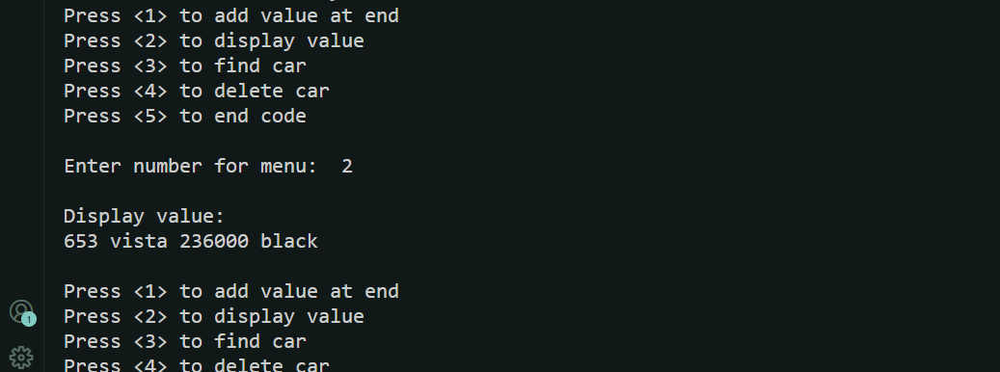 Press <1> to add value at end
Press <2> to display value
Press <3> to find car
Press <4> to delete car
Press <5> to end code
Enter number for menu:  2
Display value:
653 vista 236000 black
Press <1> to add value at end
Press <2> to display value
1
Press <3> to find car
Press <4> to delete car